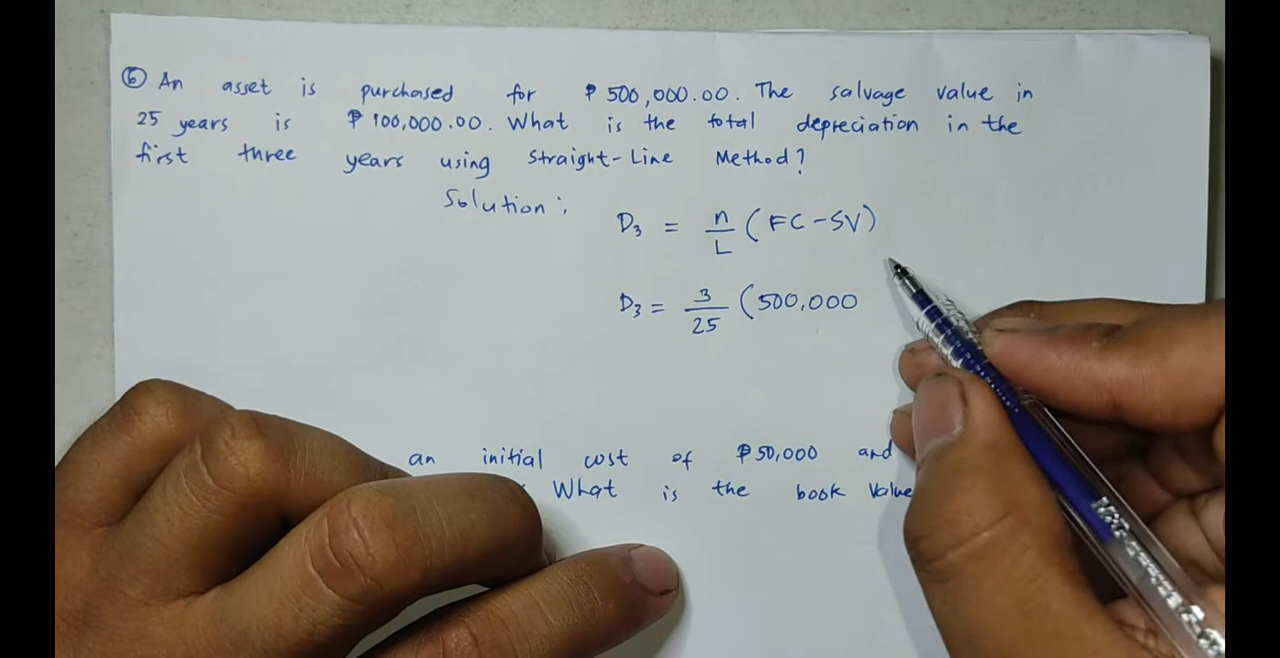 ⑥ An asset is purchased for ₱ 500,000.00. The salvage value in
25 years is ₱ 100,000.00. What is the total depreciation in the
first three years using Straight-Line Method?
Solution:
D₃ = n/L (FC-SV)
D₃ = 3/25 (500,000
an initial cost of ₱50,000 and
What is the book value